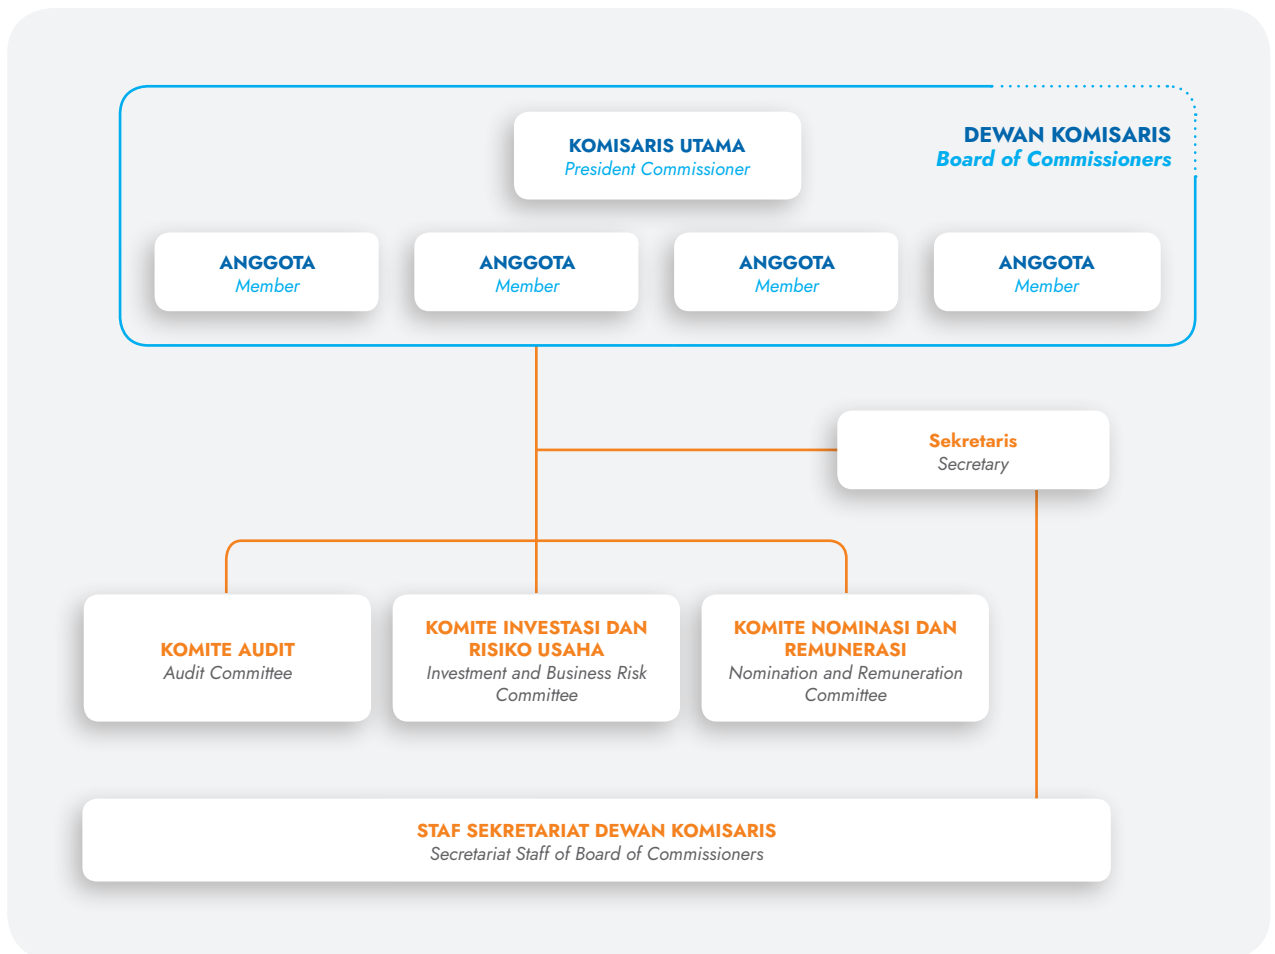 DEWAN KOMISARIS
Board of Commissioners
KOMISARIS UTAMA
President Commissioner
ANGGOTA
Member
ANGGOTA
Member
ANGGOTA
Member
ANGGOTA
Member
Sekretaris
Secretary
KOMITE AUDIT
Audit Committee
KOMITE INVESTASI DAN
RISIKO USAHA
Investment and Business Risk
Committee
KOMITE NOMINASI DAN
REMUNERASI
Nomination and Remuneration
Committee
STAF SEKRETARIAT DEWAN KOMISARIS
Secretariat Staff of Board of Commissioners